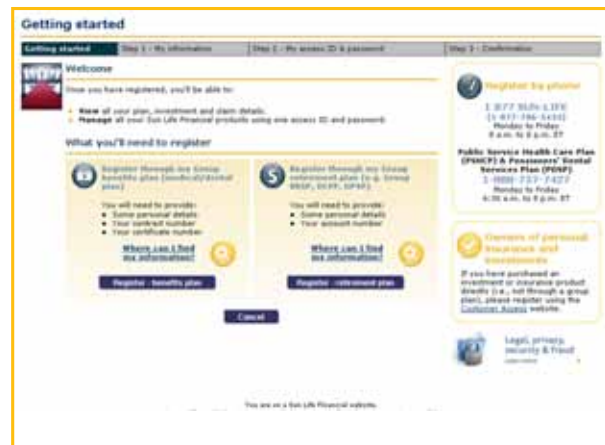 Getting started
Getting started
Step 1 - My information
Step 2 - My access ID & password
Step 3 - Confirmation
Welcome
Once you have registered, you'll be able to:
View all your plan, investment and claim details.
Manage all your Sun Life Financial products using one access ID and password.
What you'll need to register
Register through my Group
benefits plan (medical/dental
plan)
You will need to provide:
Some personal details
Your contract number
Your certificate number
Where can I find
my information?
Register - benefits plan
Register through my Group
retirement plan (e.g. Group
RRSP, DCPP, DPSP)
You will need to provide:
Some personal details
Your account number
Where can I find
my information?
Register - retirement plan
Cancel
Register by phone
1 877 SUN-LIFE
(1-877-786-5433)
Monday to Friday
8 a.m. to 8 p.m. ET
Public Service Health Care Plan
(PSHCP) & Pensioners' Dental
Services Plan (PDSP)
1-888-757-7427
Monday to Friday
6:30 a.m. to 8 p.m. ET
Owners of personal
insurance and
investments
If you have purchased an
investment or insurance product
directly (i.e., not through a group
plan), please register using the
Customer Access website.
Legal, privacy,
security & fraud
You are on a Sun Life Financial website.